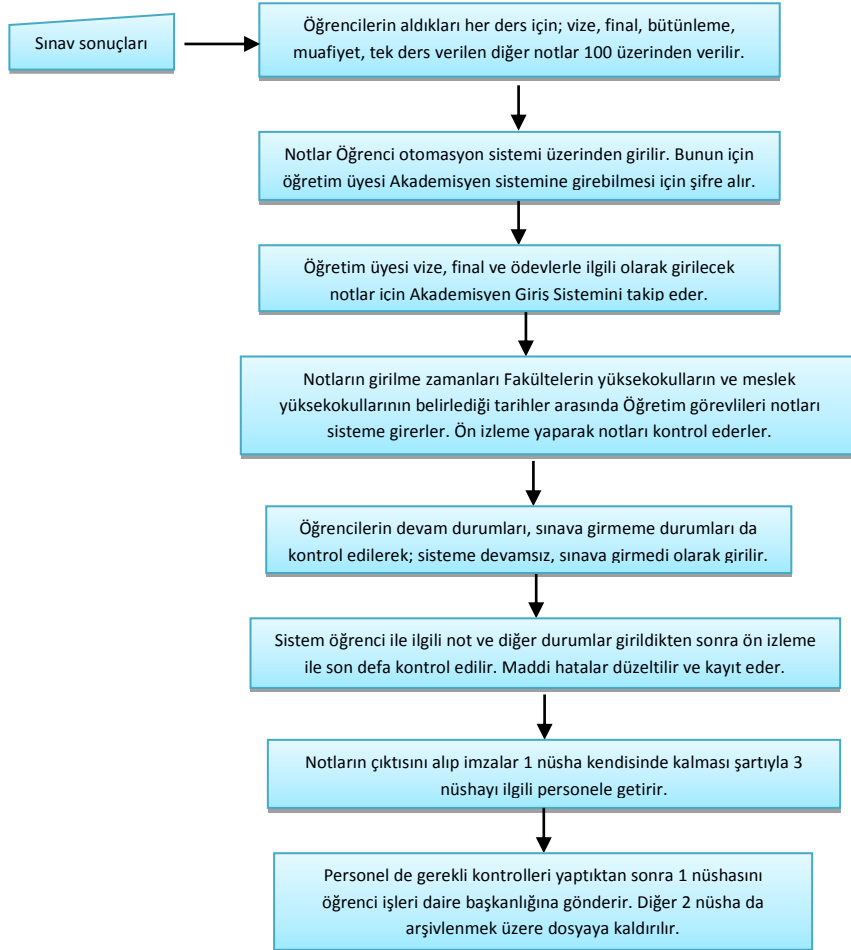 Sınav sonuçları
Öğrencilerin aldıkları her ders için; vize, final, bütünleme,
muafiyet, tek ders verilen diğer notlar 100 üzerinden verilir.
Notlar Öğrenci otomasyon sistemi üzerinden girilir. Bunun için
öğretim üyesi Akademisyen sistemine girebilmesi için şifre alır.
Öğretim üyesi vize, final ve ödevlerle ilgili olarak girilecek
notlar için Akademisyen Giris Sistemini takip eder.
Notların girilme zamanları Fakültelerin yüksekokulların ve meslek
yüksekokullarının belirlediği tarihler arasında Öğretim görevlileri notları
sisteme girerler. Ön izleme yaparak notları kontrol ederler.
Öğrencilerin devam durumları, sınava girmeme durumları da
kontrol edilerek; sisteme devamsız, sınava girmedi olarak girilir.
Sistem öğrenci ile ilgili not ve diğer durumlar girildikten sonra ön izleme
ile son defa kontrol edilir. Maddi hatalar düzeltilir ve kayıt eder.
Notların çıktısını alıp imzalar 1 nüsha kendisinde kalması şartıyla 3
nüshayı ilgili personele getirir.
Personel de gerekli kontrolleri yaptıktan sonra 1 nüshasını
öğrenci işleri daire başkanlığına gönderir. Diğer 2 nüsha da
arşivlenmek üzere dosyaya kaldırılır.